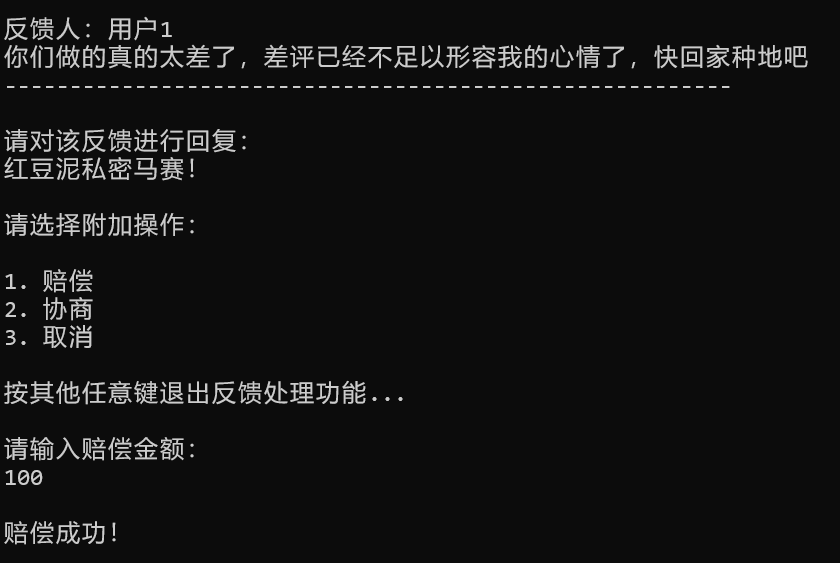 反馈人：用户1
你们做的真的太差了，差评已经不足以形容我的心情了，快回家种地吧
--------------------------------------------------------
请对该反馈进行回复：
红豆泥私密马赛！
请选择附加操作：
1. 赔偿
2. 协商
3. 取消
按其他任意键退出反馈处理功能...
请输入赔偿金额：
100
赔偿成功！